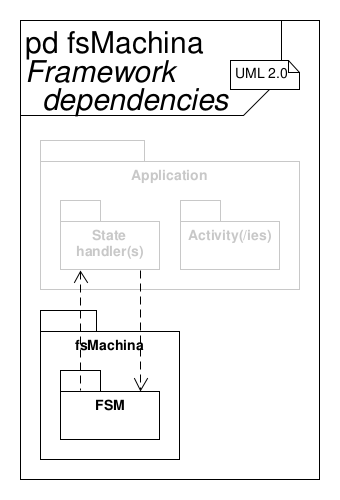 pd fsMachina
Framework
dependencies
UML 2.0
Application
State
handler(s)
Activity(/ies)
fsMachina
FSM